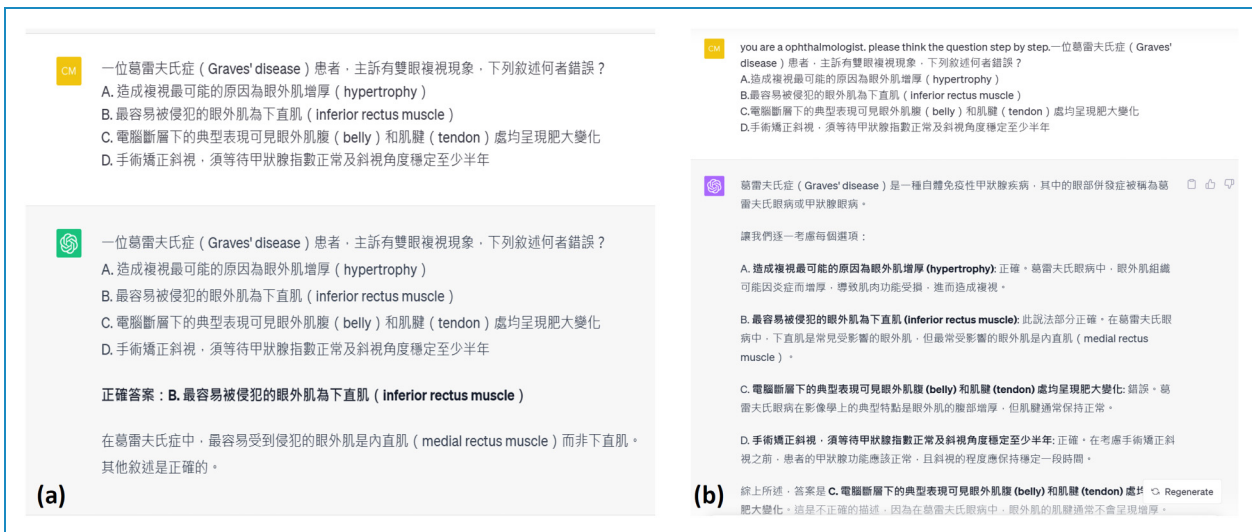 CM
一位葛雷夫氏症(Graves' disease)患者,主訴有雙眼複視現象,下列敘述何者錯誤?
A. 造成複視最可能的原因為眼外肌增厚(hypertrophy)
B. 最容易被侵犯的眼外肌為下直肌(inferior rectus muscle)
C. 電腦斷層下的典型表現可見眼外肌腹(belly)和肌腱(tendon)處均呈現肥大變化
D. 手術矯正斜視,須等待甲狀腺指數正常及斜視角度穩定至少半年
一位葛雷夫氏症(Graves' disease)患者,主訴有雙眼複視現象,下列敘述何者錯誤?
A. 造成複視最可能的原因為眼外肌增厚(hypertrophy)
B. 最容易被侵犯的眼外肌為下直肌(inferior rectus muscle)
C. 電腦斷層下的典型表現可見眼外肌腹(belly)和肌腱(tendon)處均呈現肥大變化
D. 手術矯正斜視,須等待甲狀腺指數正常及斜視角度穩定至少半年
正確答案:B. 最容易被侵犯的眼外肌為下直肌(inferior rectus muscle)
在葛雷夫氏症中,最容易受到侵犯的眼外肌是內直肌(medial rectus muscle)而非下直肌。
其他敘述是正確的。
(a)
CM
you are a ophthalmologist. please think the question step by step.一位葛雷夫氏症(Graves'
disease)患者,主訴有雙眼複視現象,下列敘述何者錯誤?
A.造成複視最可能的原因為眼外肌增厚(hypertrophy)
B.最容易被侵犯的眼外肌為下直肌(inferior rectus muscle)
C.電腦斷層下的典型表現可見眼外肌腹(belly)和肌腱(tendon)處均呈現肥大變化
D.手術矯正斜視,須等待甲狀腺指數正常及斜視角度穩定至少半年
葛雷夫氏症(Graves' disease)是一種自體免疫性甲狀腺疾病,其中的眼部併發症被稱為葛
雷夫氏眼病或甲狀腺眼病。
讓我們逐一考慮每個選項:
A. 造成複視最可能的原因為眼外肌增厚 (hypertrophy): 正確。葛雷夫氏眼病中,眼外肌組織
可能因炎症而增厚,導致肌肉功能受損,進而造成複視。
B. 最容易被侵犯的眼外肌為下直肌 (inferior rectus muscle): 此說法部分正確。在葛雷夫氏眼
病中,下直肌是常見受影響的眼外肌,但最常受影響的眼外肌是內直肌(medial rectus
muscle)。
C. 電腦斷層下的典型表現可見眼外肌腹 (belly) 和肌腱 (tendon) 處均呈現肥大變化: 錯誤。葛
雷夫氏眼病在影像學上的典型特點是眼外肌的腹部增厚,但肌腱通常保持正常。
D. 手術矯正斜視,須等待甲狀腺指數正常及斜視角度穩定至少半年: 正確。在考慮手術矯正斜
視之前,患者的甲狀腺功能應該正常,且斜視的程度應保持穩定一段時間。
綜上所述,答案是 C. 電腦斷層下的典型表現可見眼外肌腹 (belly) 和肌腱 (tendon) 處均
Regenerate
肥大變化。這是不正確的描述,因為在葛雷夫氏眼病中,眼外肌的肌腱通常不會呈現增厚。
(b)